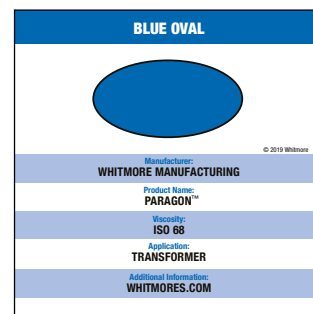 BLUE OVAL
© 2019 Whitmore
Manufacturer:
WHITMORE MANUFACTURING
Product Name:
PARAGON™
Viscosity:
ISO 68
Application:
TRANSFORMER
Additional Information:
WHITMORES.COM